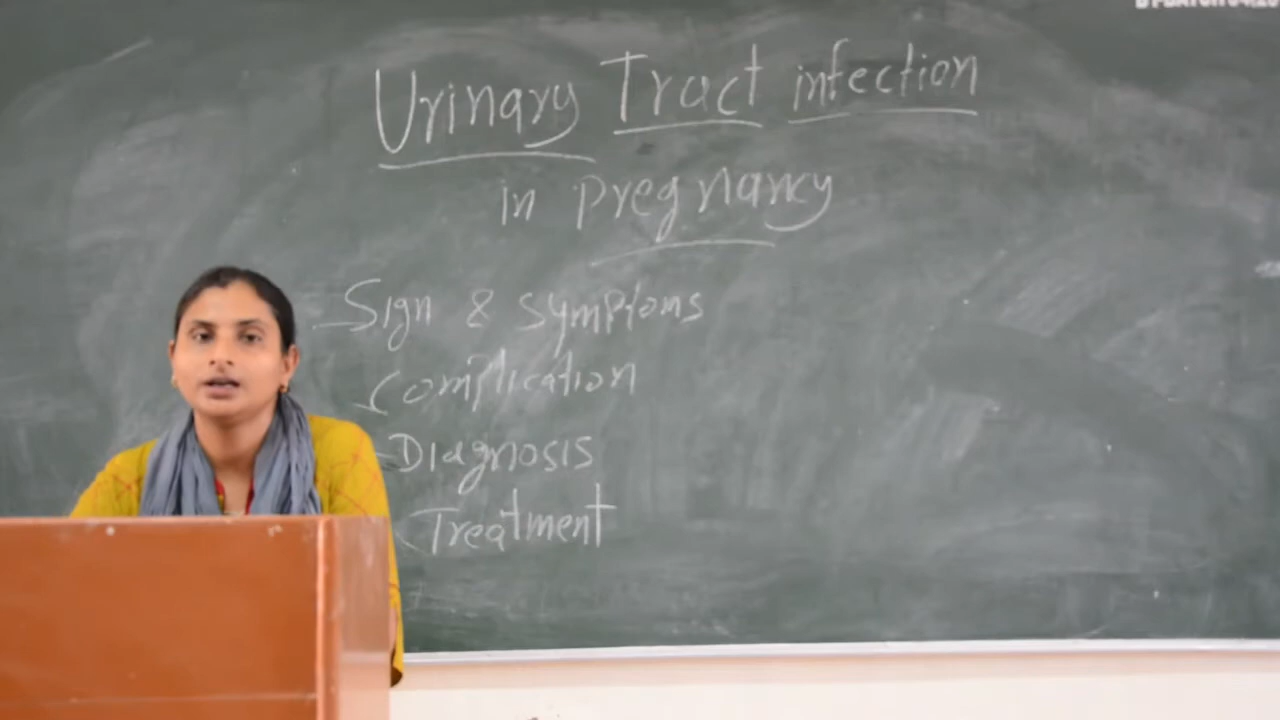 Urinary Tract infection
in pregnancy
Sign & symptoms
Complication
Diagnosis
Treatment